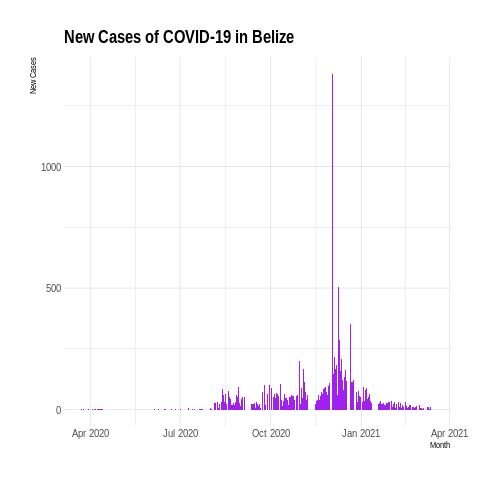 New Cases of COVID-19 in Belize
New Cases
1000
500
0
Apr 2020 Jul 2020 Oct 2020 Jan 2021 Apr 2021
Month